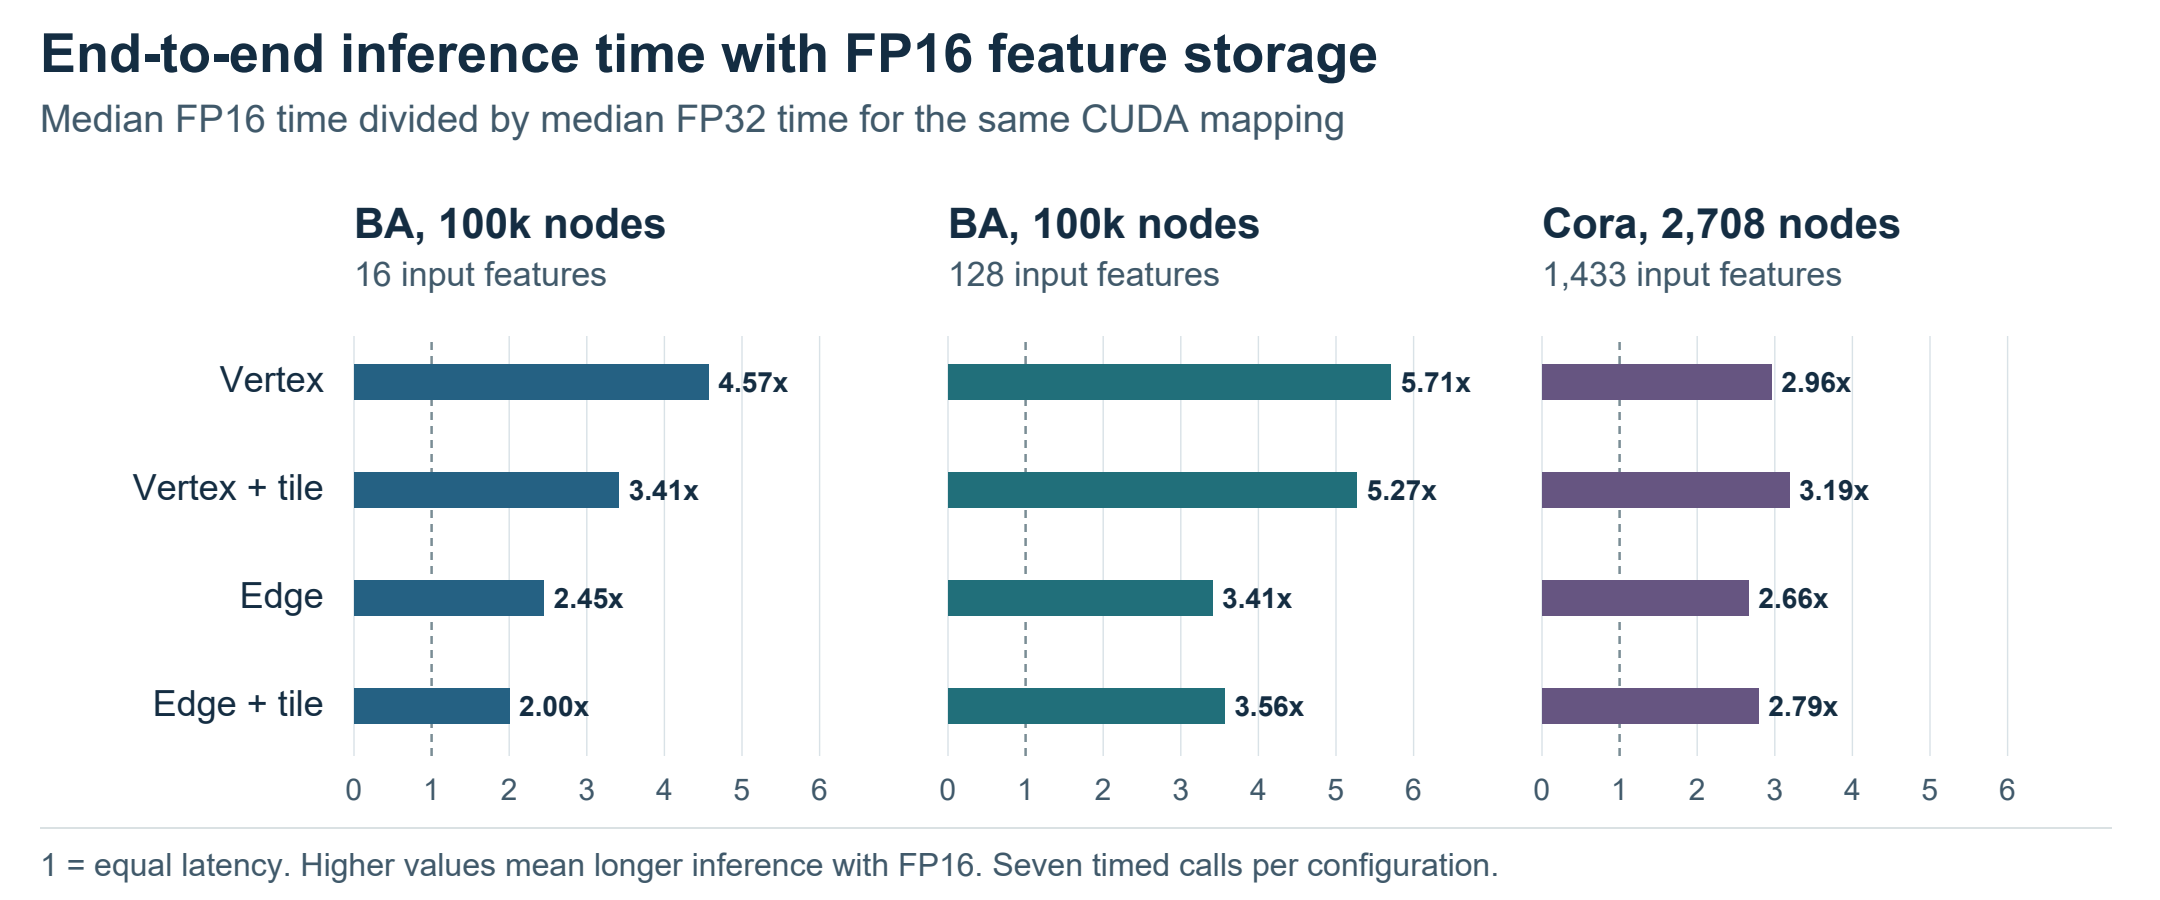 End-to-end inference time with FP16 feature storage
Median FP16 time divided by median FP32 time for the same CUDA mapping
BA, 100k nodes
16 input features
BA, 100k nodes
128 input features
Cora, 2,708 nodes
1,433 input features
Vertex
4.57x
5.71x
2.96x
Vertex + tile
3.41x
5.27x
3.19x
Edge
2.45x
3.41x
2.66x
Edge + tile
2.00x
3.56x
2.79x
0 1 2 3 4 5 6
0 1 2 3 4 5 6
0 1 2 3 4 5 6
1 = equal latency. Higher values mean longer inference with FP16. Seven timed calls per configuration.